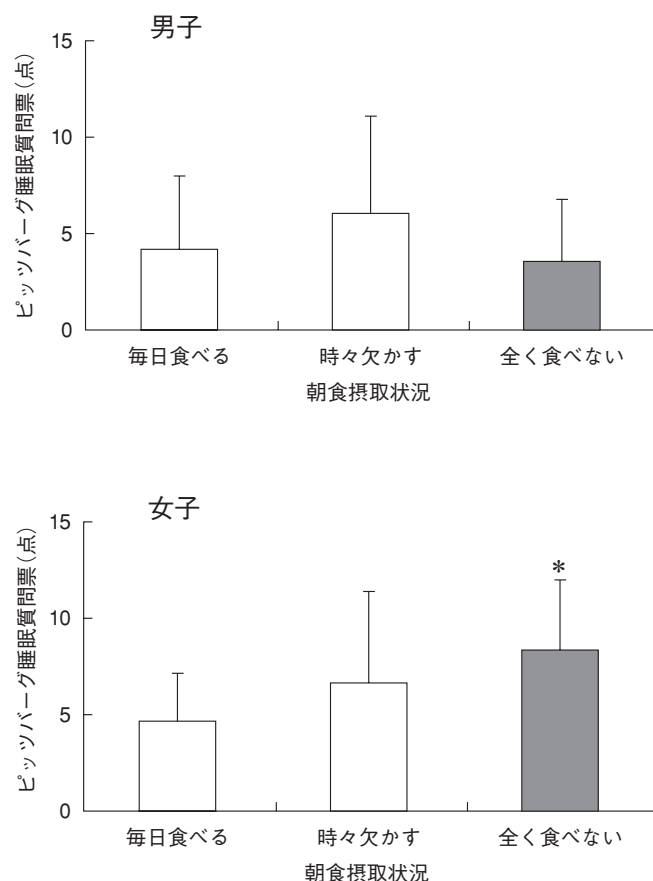 男子
ピッツバーグ睡眠質問票(点)
15
10
5
0
毎日食べる 時々欠かす 全く食べない
朝食摂取状況
女子
ピッツバーグ睡眠質問票(点)
15
10
5
0
*
毎日食べる 時々欠かす 全く食べない
朝食摂取状況